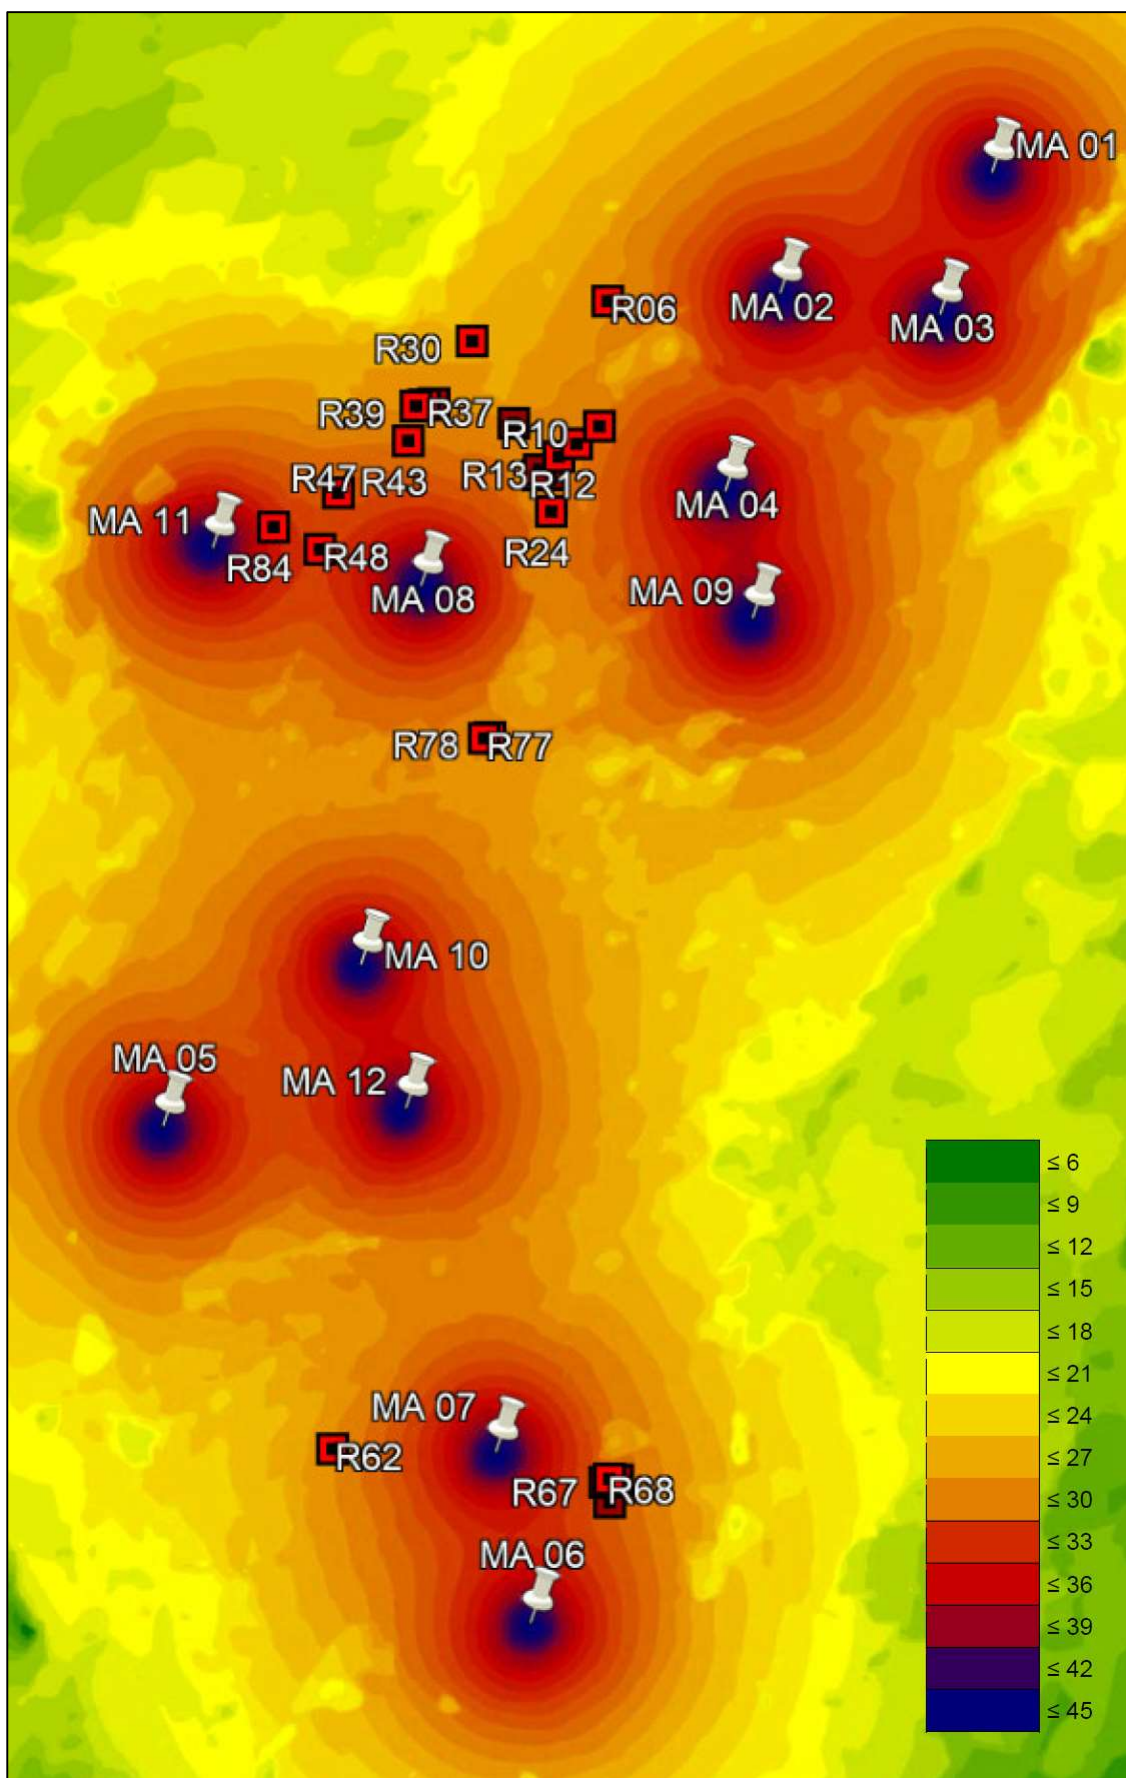 MA 01
MA 02
MA 03
R06
R30
R39
R37
R10
R13
R12
R47
R43
MA 04
MA 11
R84
R48
R24
MA 08
MA 09
R78
R77
MA 10
MA 05
MA 12
≤ 6
≤ 9
≤ 12
≤ 15
≤ 18
≤ 21
≤ 24
≤ 27
≤ 30
≤ 33
≤ 36
≤ 39
≤ 42
≤ 45
MA 07
R62
R67
R68
MA 06